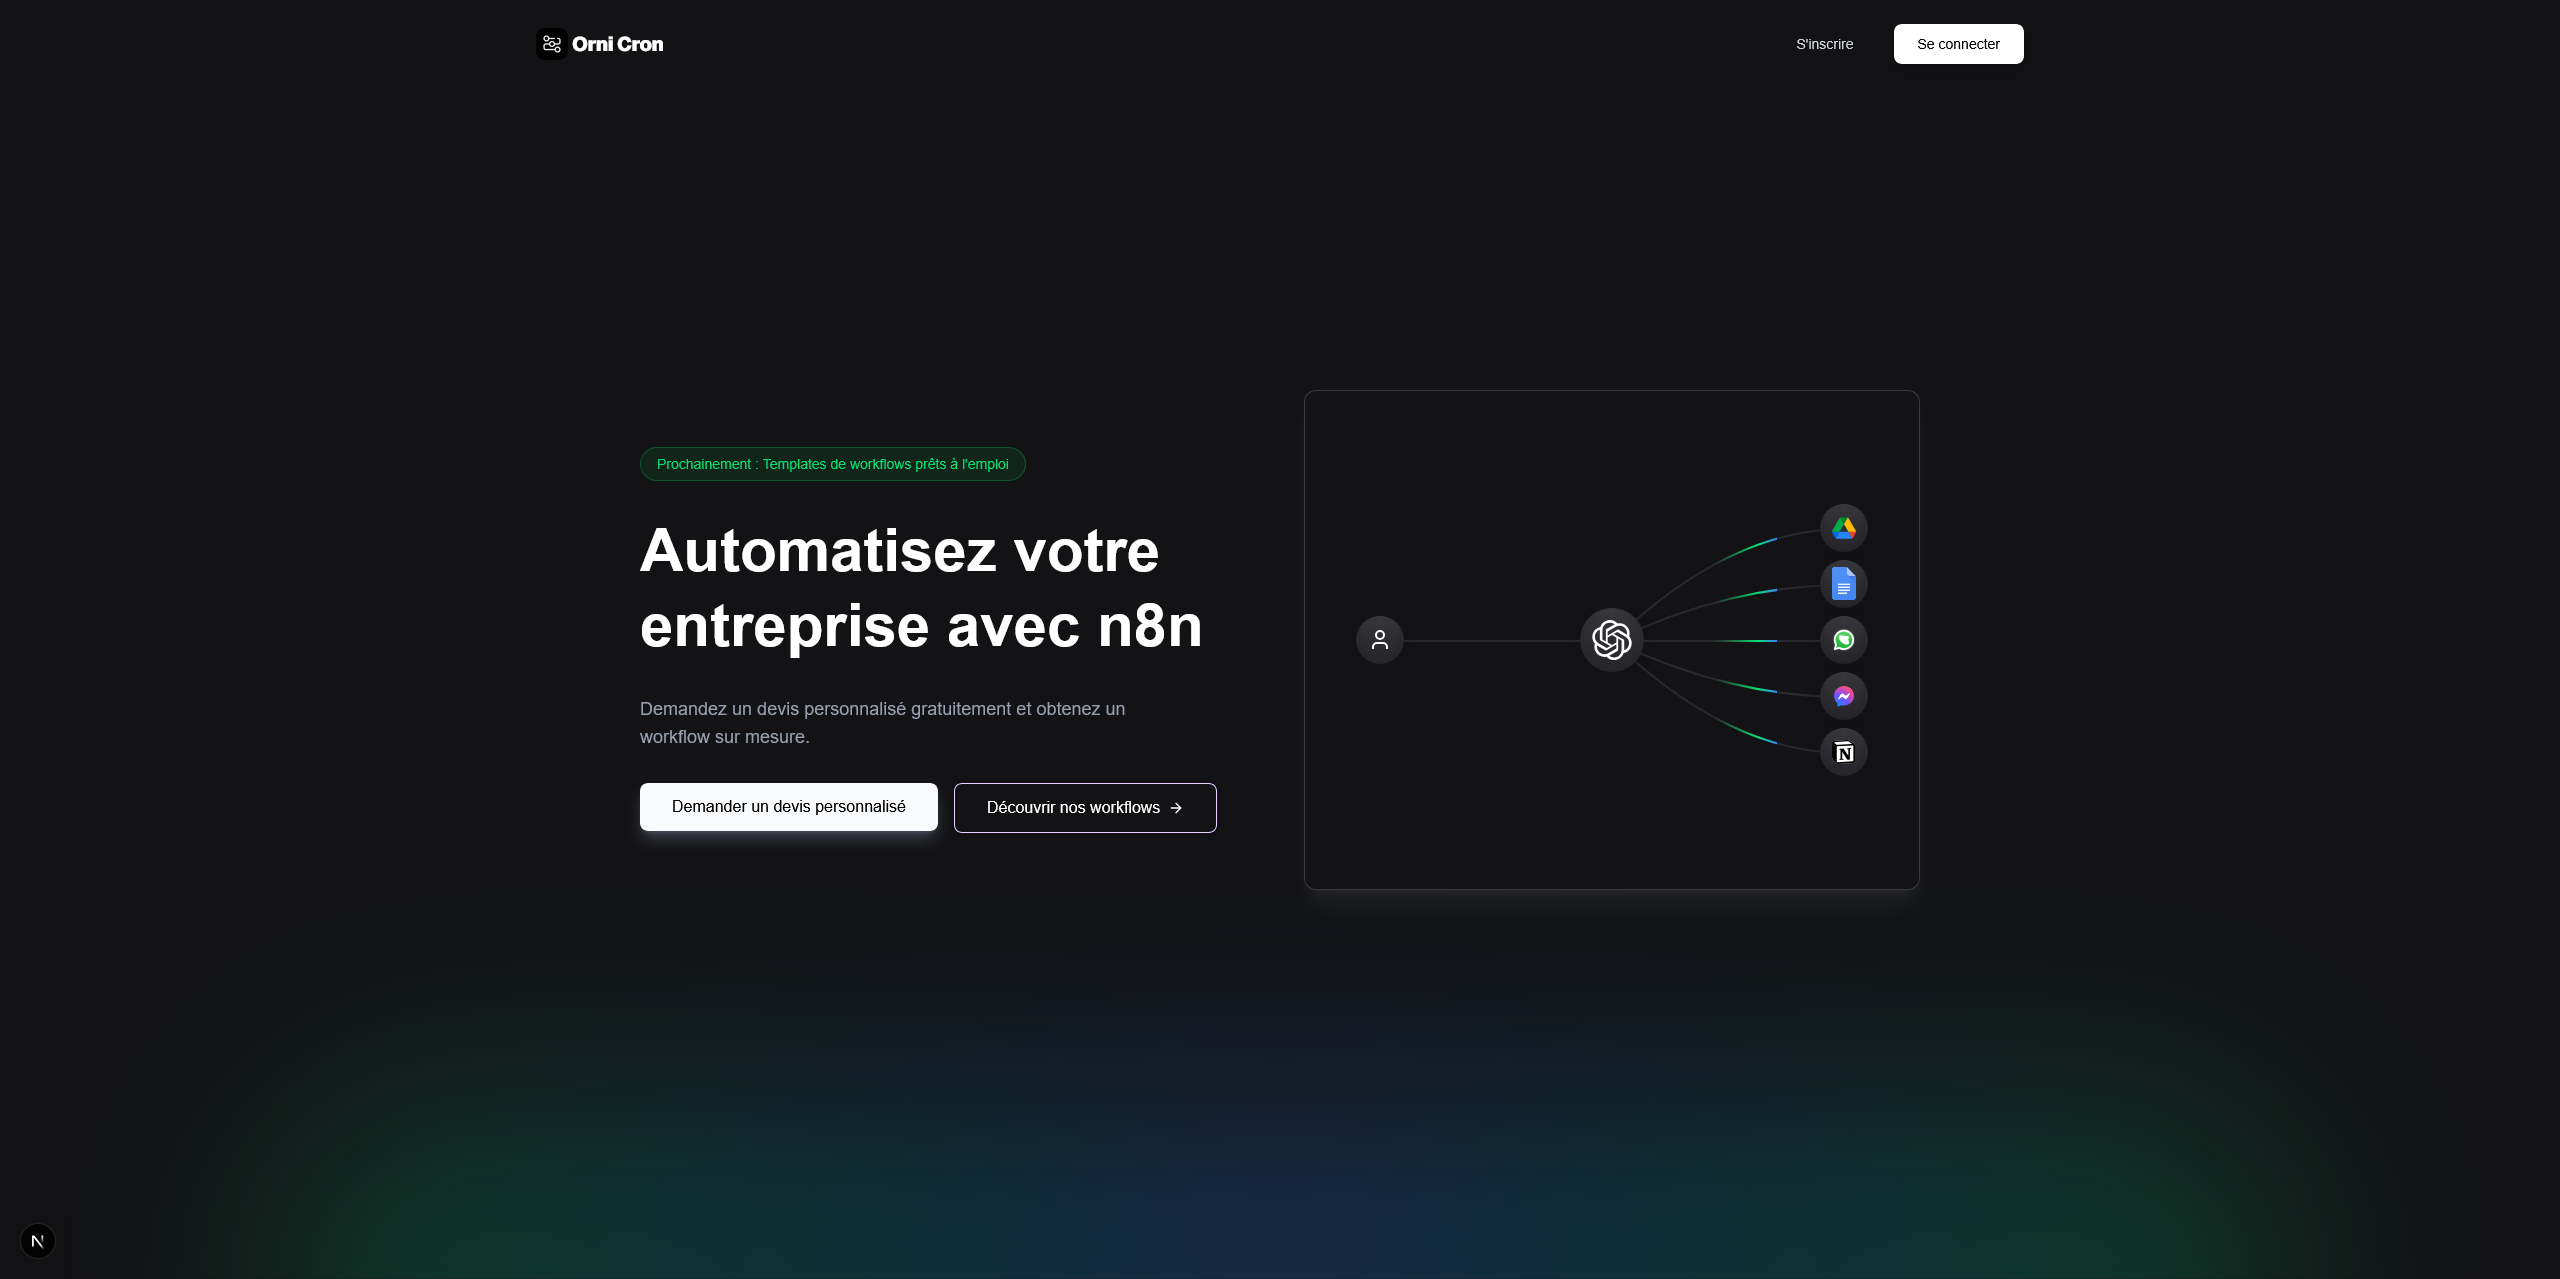 Orni Cron
S'inscrire
Se connecter
Prochainement : Templates de workflows prêts à l'emploi
Automatisez votre
entreprise avec n8n
Demandez un devis personnalisé gratuitement et obtenez un
workflow sur mesure.
Demander un devis personnalisé
Découvrir nos workflows
N
N